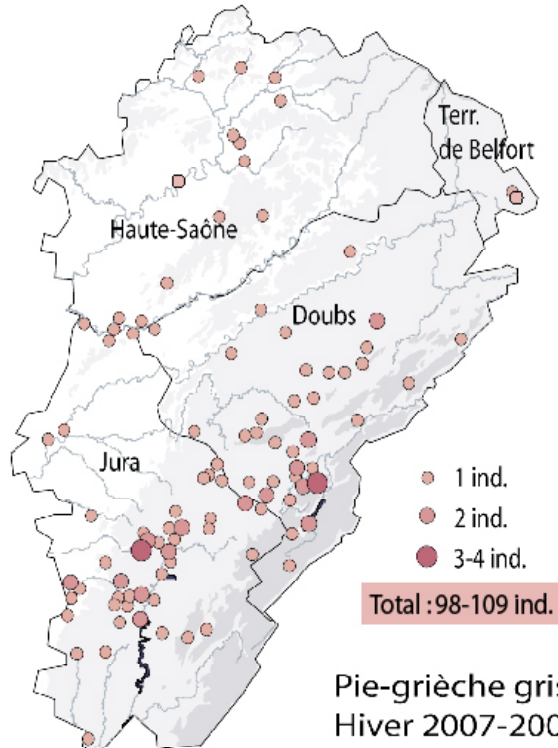 Terr.
de Belfort
Haute-Saône
Doubs
Jura
1 ind.
2 ind.
3-4 ind.
Total : 98-109 ind.
Pie-grièche gris
Hiver 2007-200